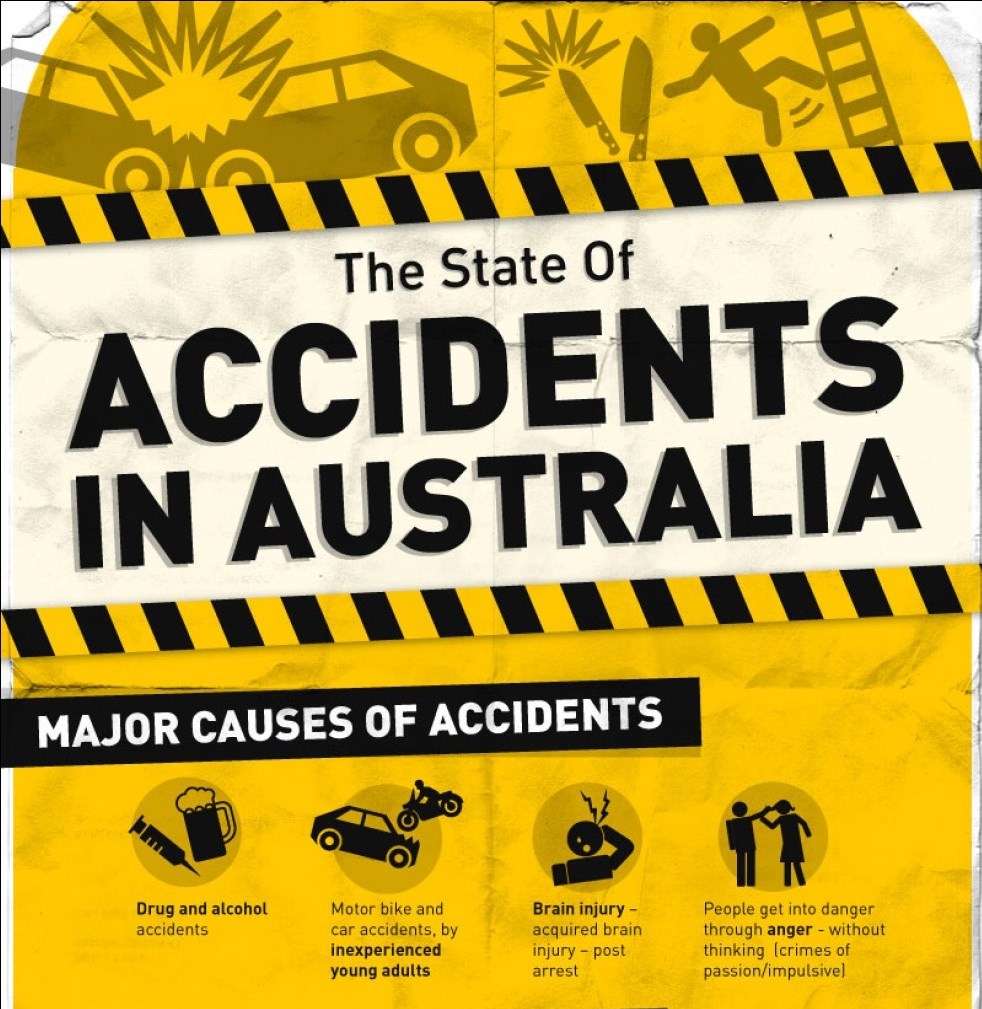 The State Of
ACCIDENTS
IN AUSTRALIA
MAJOR CAUSES OF ACCIDENTS
Drug and alcohol
accidents
Motor bike and
car accidents, by
inexperienced
young adults
Brain injury –
acquired brain
injury – post
arrest
People get into danger
through anger - without
thinking (crimes of
passion/impulsive)